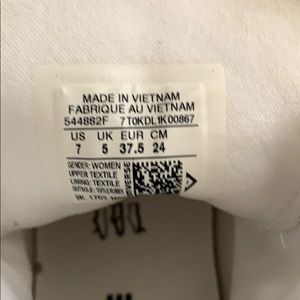 MADE IN VIETNAM
FABRIQUE AU VIETNAM
544882F 7T0KDL1K00867
US UK EUR CM
7 5 37.5 24
GENDER: WOMEN
UPPER: TEXTILE
LINING: TEXTILE